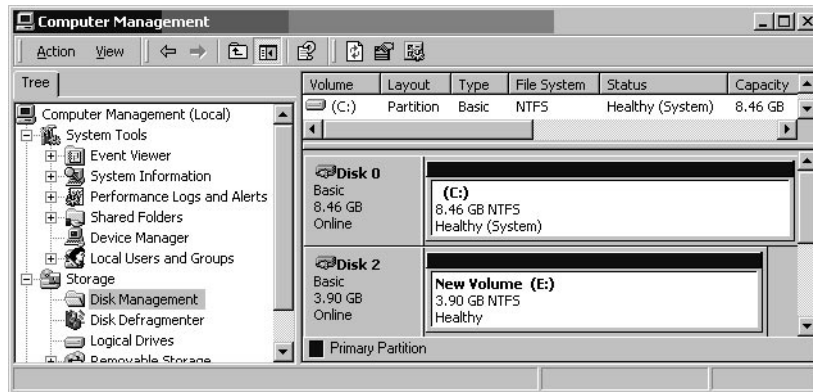 Computer Management
Action View
Tree
Volume Layout Type File System Status Capacity
(C:) Partition Basic NTFS Healthy (System) 8.46 GB
Computer Management (Local)
System Tools
Event Viewer
System Information
Performance Logs and Alerts
Shared Folders
Device Manager
Local Users and Groups
Storage
Disk Management
Disk Defragmenter
Logical Drives
Removable Storage
Disk 0
Basic
8.46 GB
Online
(C:)
8.46 GB NTFS
Healthy (System)
Disk 2
Basic
3.90 GB
Online
New Volume (E:)
3.90 GB NTFS
Healthy
Primary Partition